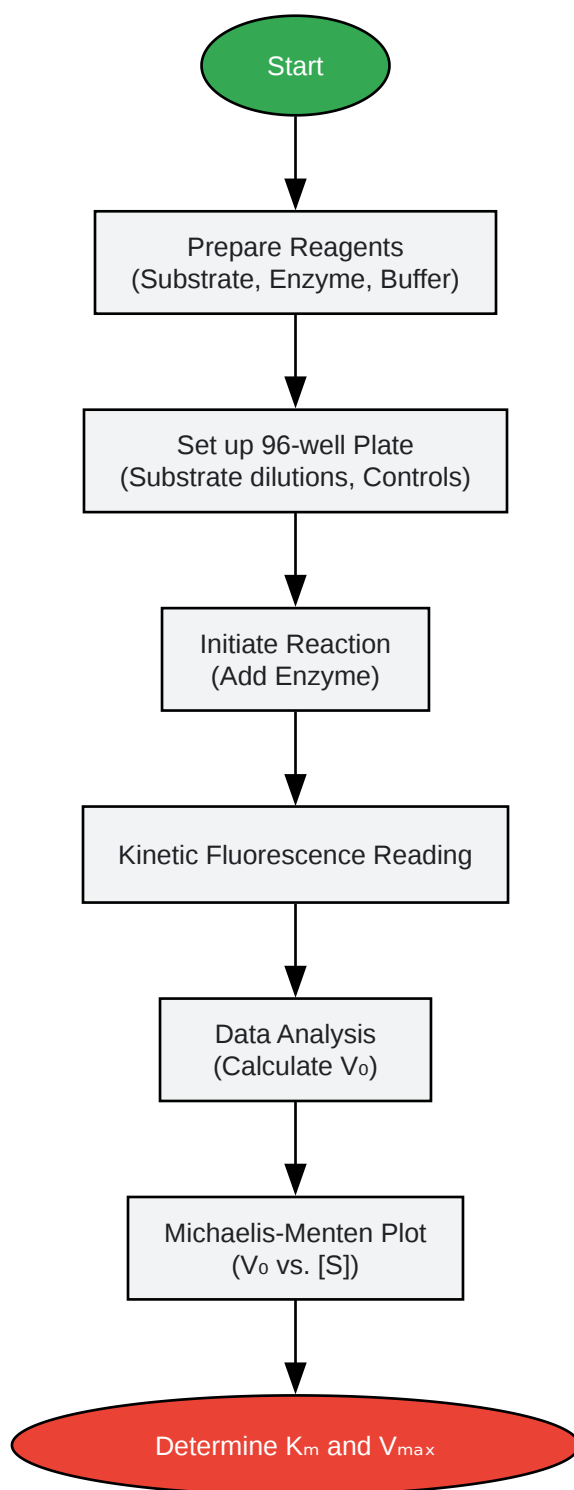 Start
Prepare Reagents
(Substrate, Enzyme, Buffer)
Set up 96-well Plate
(Substrate dilutions, Controls)
Initiate Reaction
(Add Enzyme)
Kinetic Fluorescence Reading
Data Analysis
(Calculate V₀)
Michaelis-Menten Plot
(V₀ vs. [S])
Determine Kₘ and Vₘₐₓ